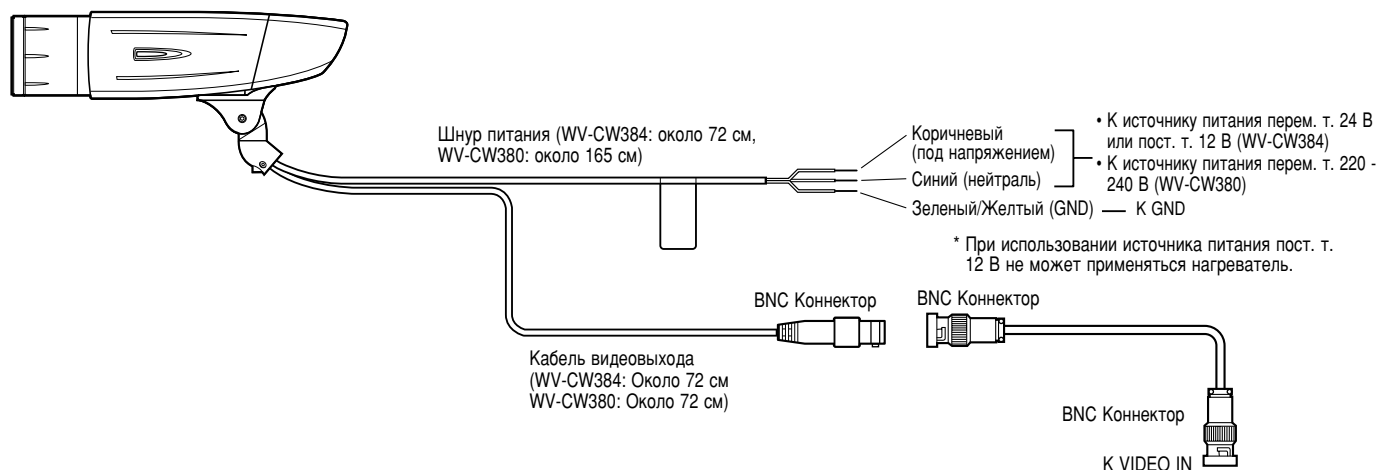 Шнур питания (WV-CW384: около 72 см,
WV-CW380: около 165 см)
Коричневый
(под напряжением)
Синий (нейтраль)
Зеленый/Желтый (GND)
К GND
• К источнику питания перем. т. 24 В
или пост. т. 12 В (WV-CW384)
• К источнику питания перем. т. 220 -
240 В (WV-CW380)
* При использовании источника питания пост. т.
12 В не может применяться нагреватель.
BNC Коннектор
BNC Коннектор
Кабель видеовыхода
(WV-CW384: Около 72 см
WV-CW380: Около 72 см)
BNC Коннектор
К VIDEO IN